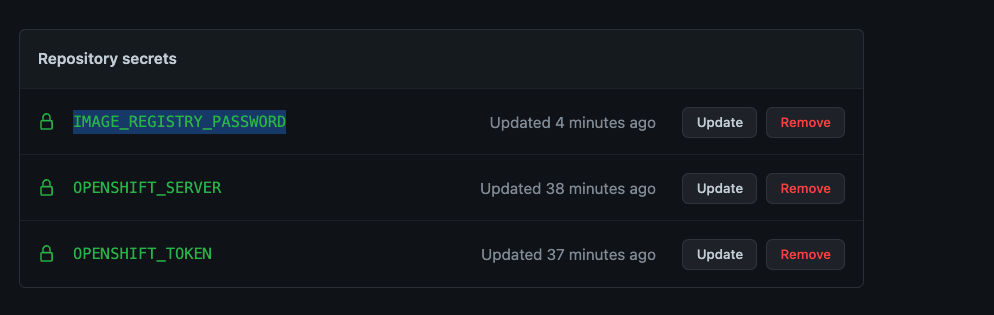 Repository secrets
IMAGE_REGISTRY_PASSWORD Updated 4 minutes ago Update Remove
OPENSHIFT_SERVER Updated 38 minutes ago Update Remove
OPENSHIFT_TOKEN Updated 37 minutes ago Update Remove